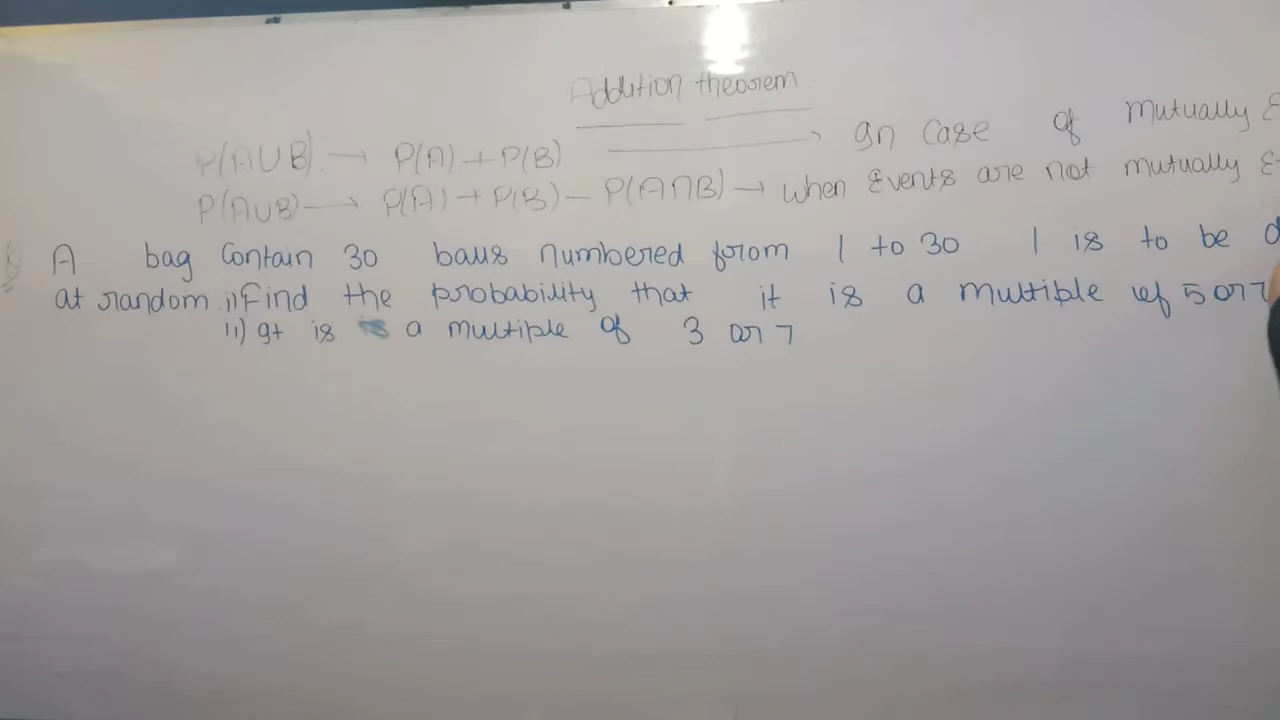 Addition theorem
P(AUB) → P(A) + P(B) → In case of mutually
P(AUB) → P(A) + P(B) – P(A∩B) → when Events are not mutually
A bag contain 30 balls numbered from 1 to 30 1 is to be
at random i) Find the probability that it is a multiple of 5 or 7
ii) It is a multiple of 3 or 7